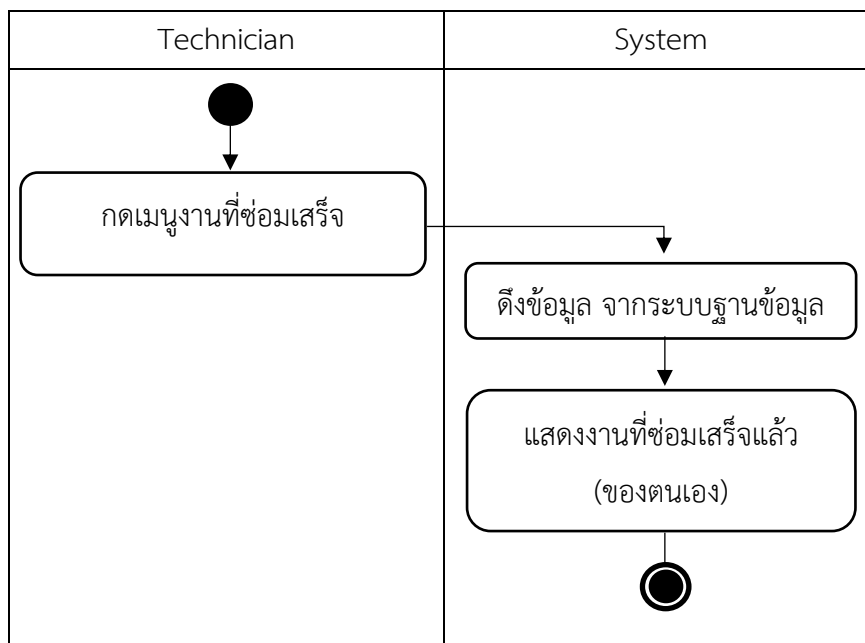 Technician
System
กดเมนูงานที่ซ่อมเสร็จ
ดึงข้อมูล จากระบบฐานข้อมูล
แสดงงานที่ซ่อมเสร็จแล้ว
(ของตนเอง)